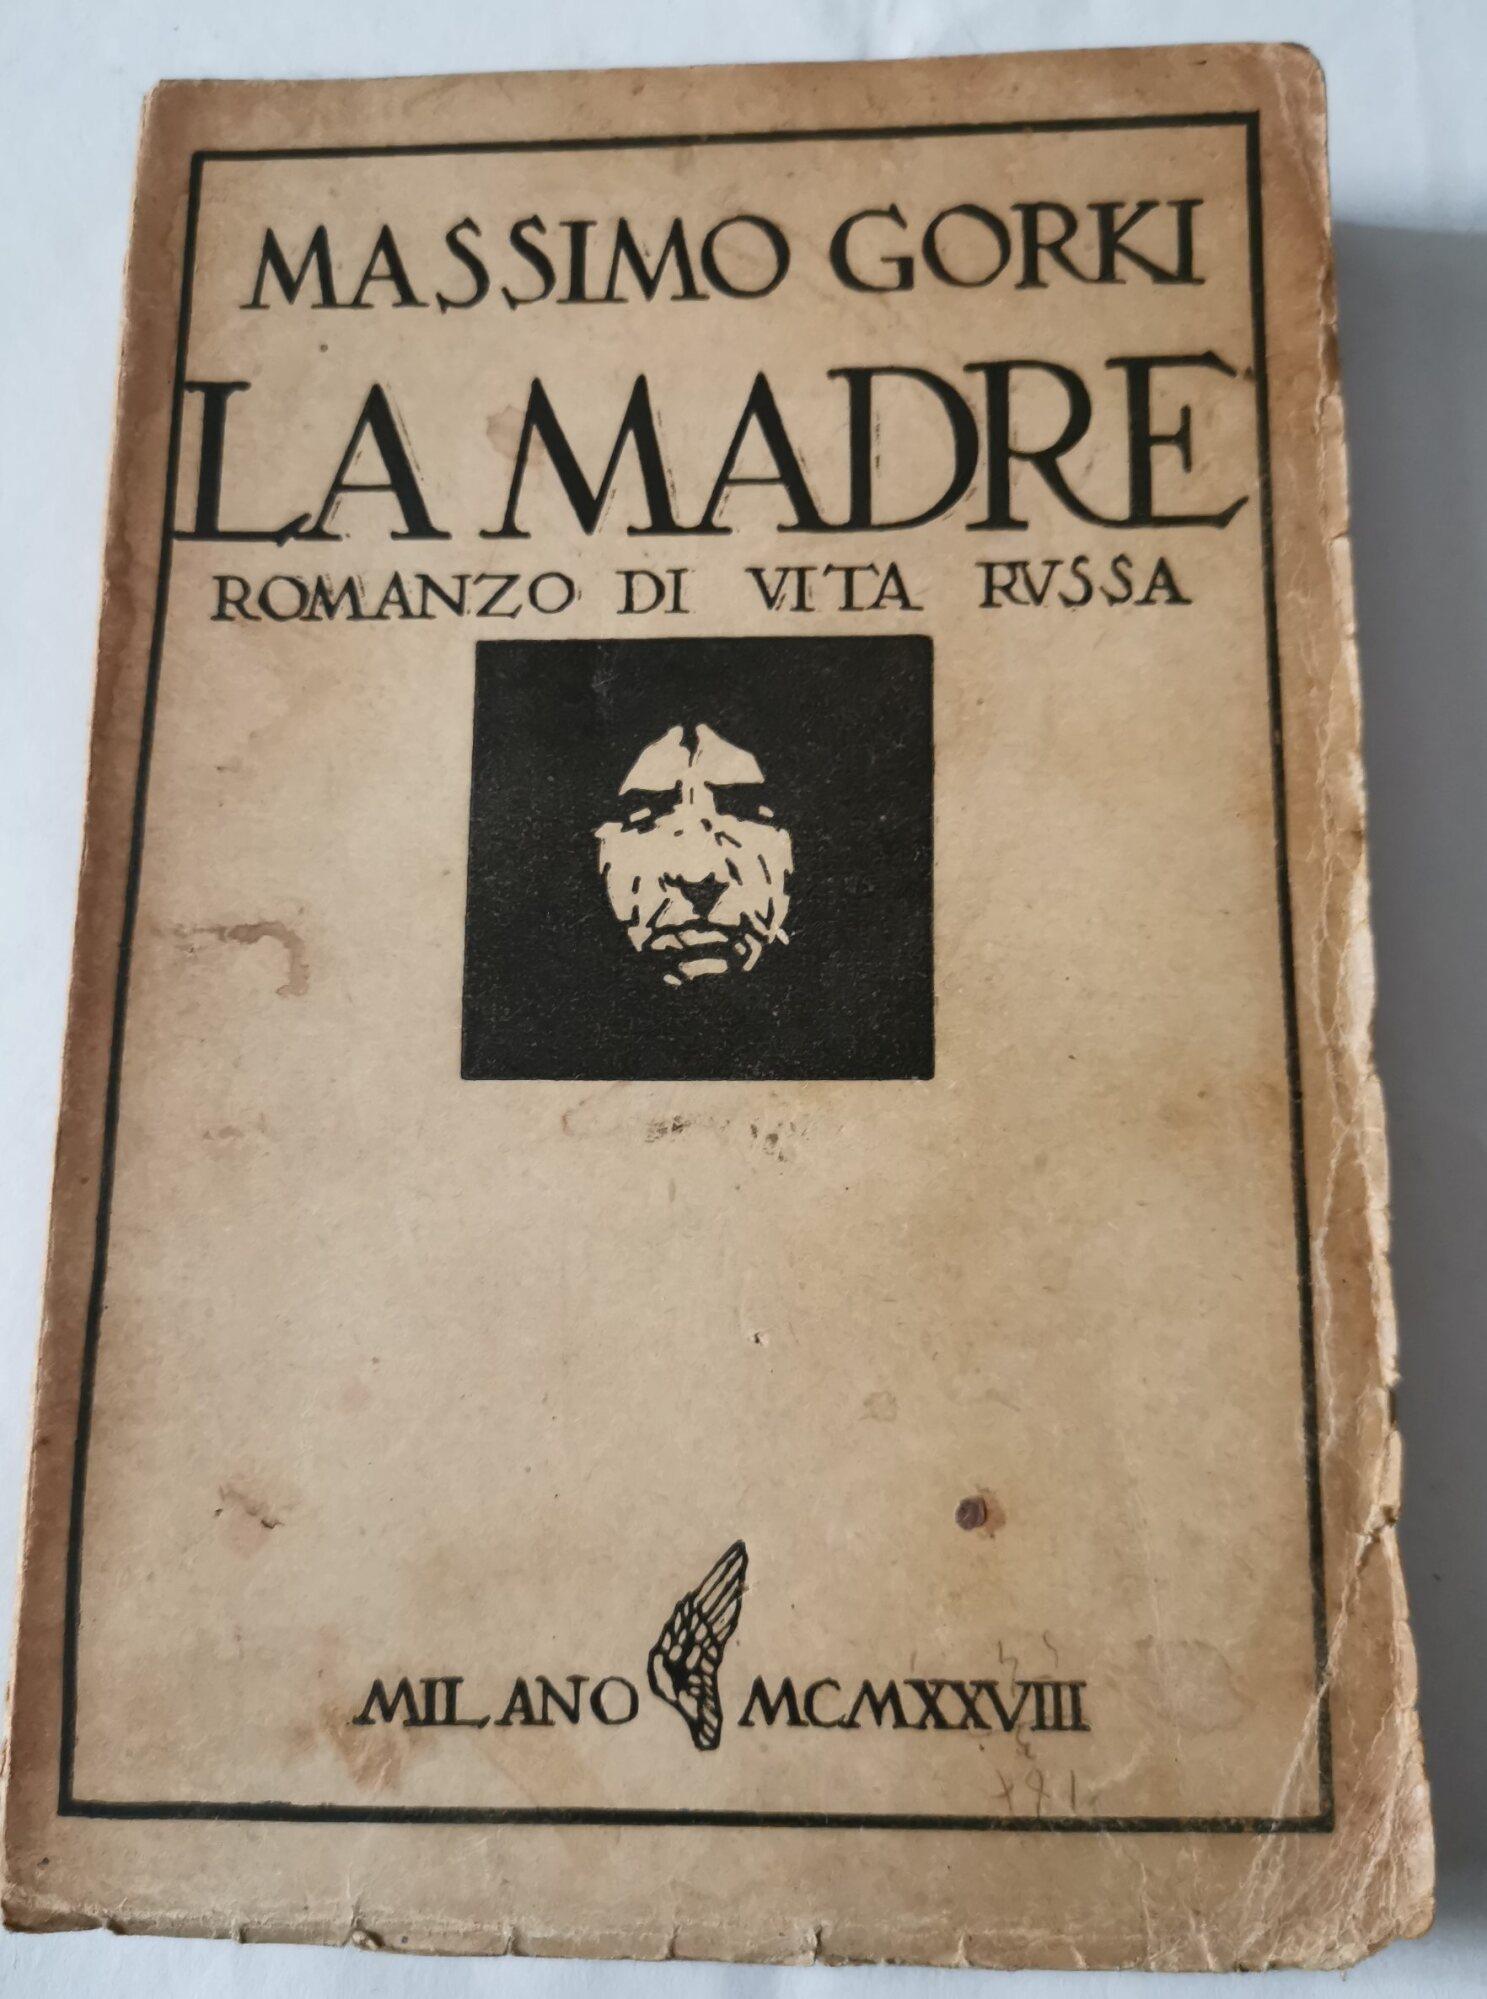 MASSIMO GORKI
LA MADRE
ROMANZO DI VITA RVSSA
MILANO MCMXXVIII